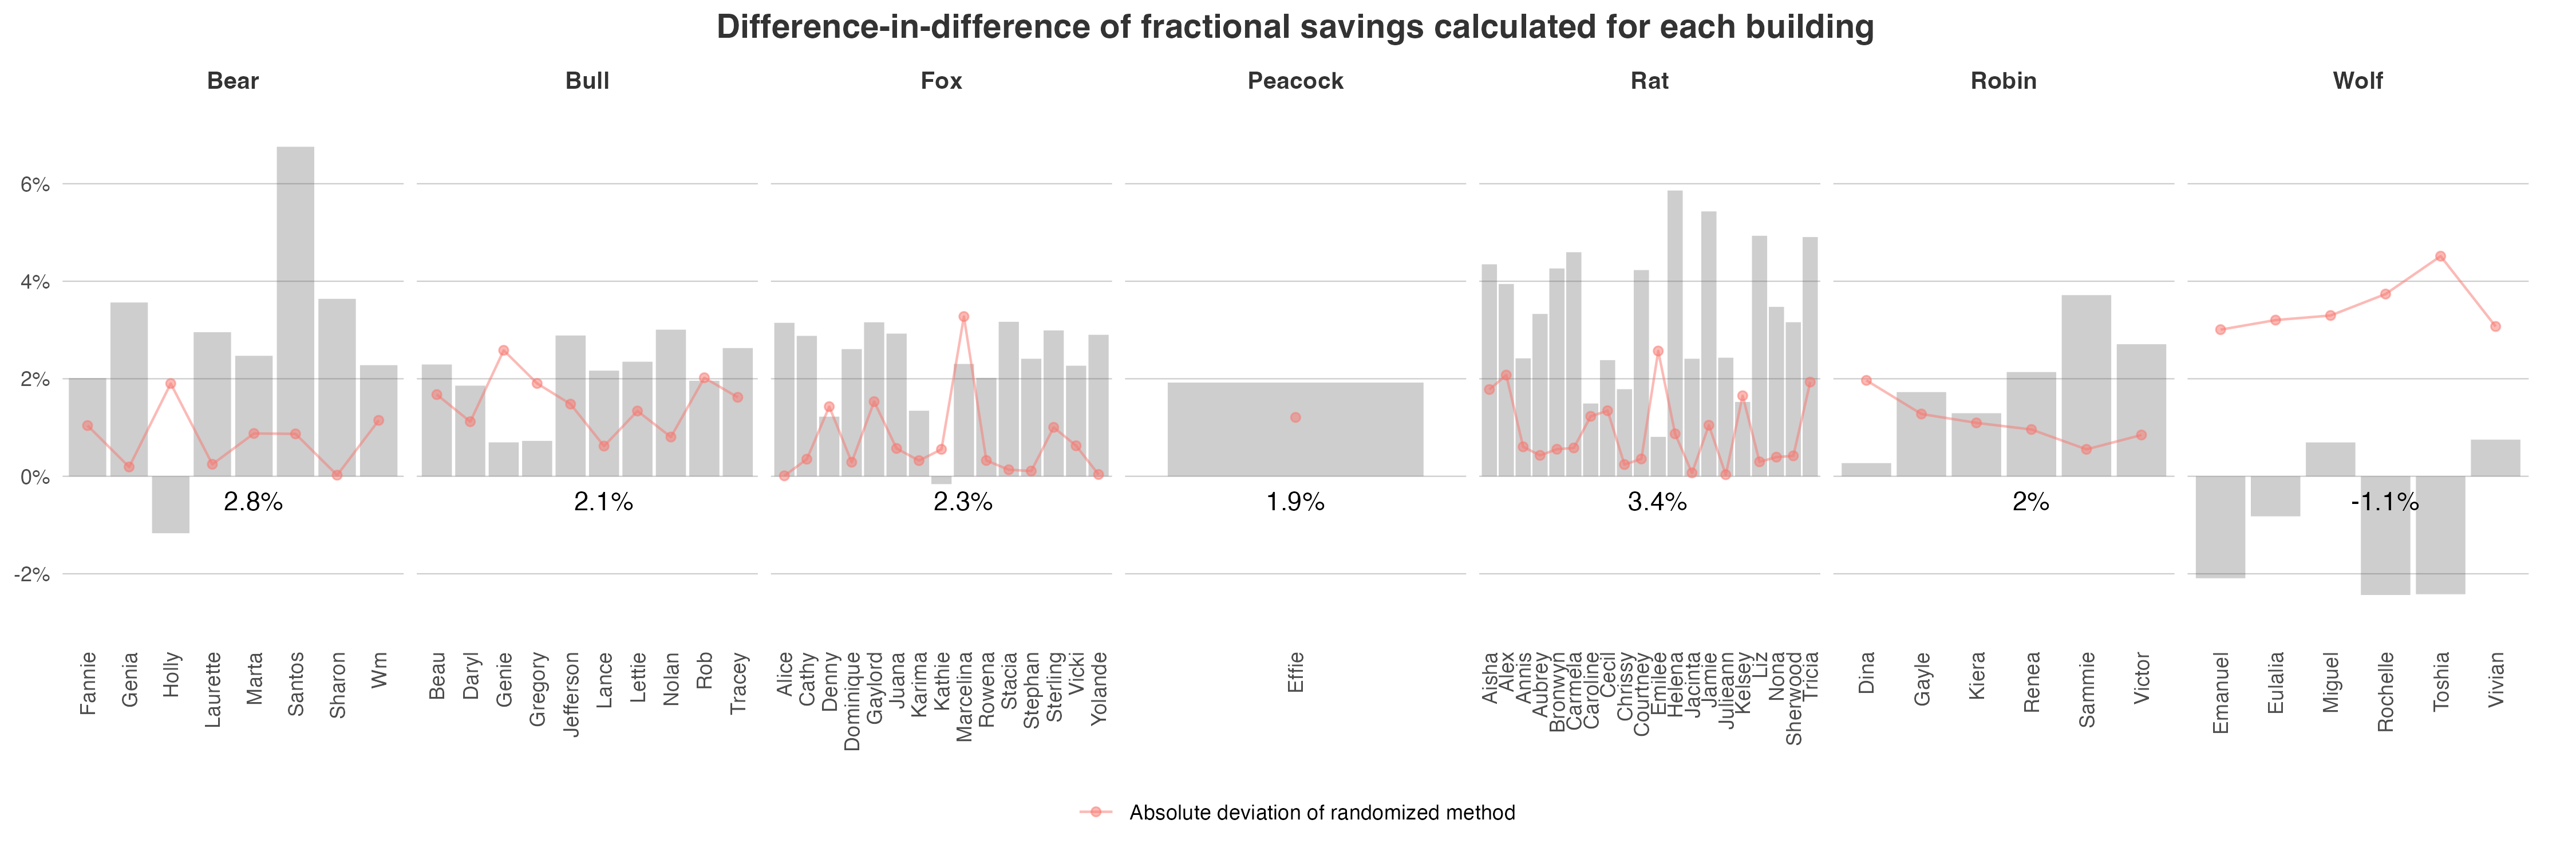 Difference-in-difference of fractional savings calculated for each building
Bear Bull Fox Peacock Rat Robin Wolf
6%
4%
2%
0%
-2%
2.8% 2.1% 2.3% 1.9% 3.4% 2% -1.1%
Fannie Genia Holly Laurette Marta Santos Sharon Wm
Beau Daryl Genie Gregory Jefferson Lance Lettie Nolan Rob Tracey
Alice Cathy Denny Dominique Gaylord Juana Karima Kathie Marcelina Rowena Stacia Stephan Sterling Vicki Yolande
Effie
Aisha Alex Annis Aubrey Bronwyn Carmela Caroline Cecil Chrissy Courtney Emilee Helena Jacinta Jamie Julieann Kelsey Liz Nona Sherwood Tricia
Dina Gayle Kiera Renea Sammie Victor
Emanuel Eulalia Miguel Rochelle Toshia Vivian
Absolute deviation of randomized method